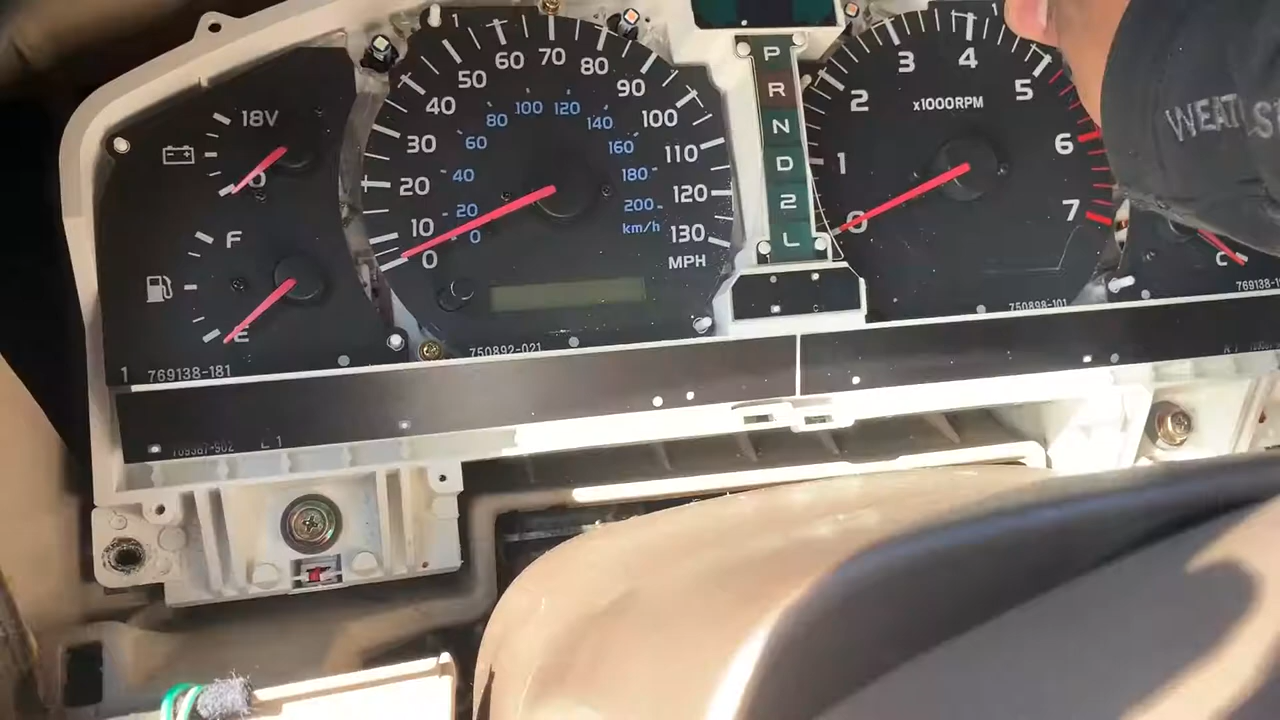 18V
F
E
1 769138-181
0
10
20
30
40
50
60
70
80
90
100
110
120
130
MPH
0
20
40
60
80
100
120
140
160
180
200
km/h
750892-021
P
R
N
D
2
L
0
1
2
3
4
5
6
7
x1000RPM
750898-101
C
L 1